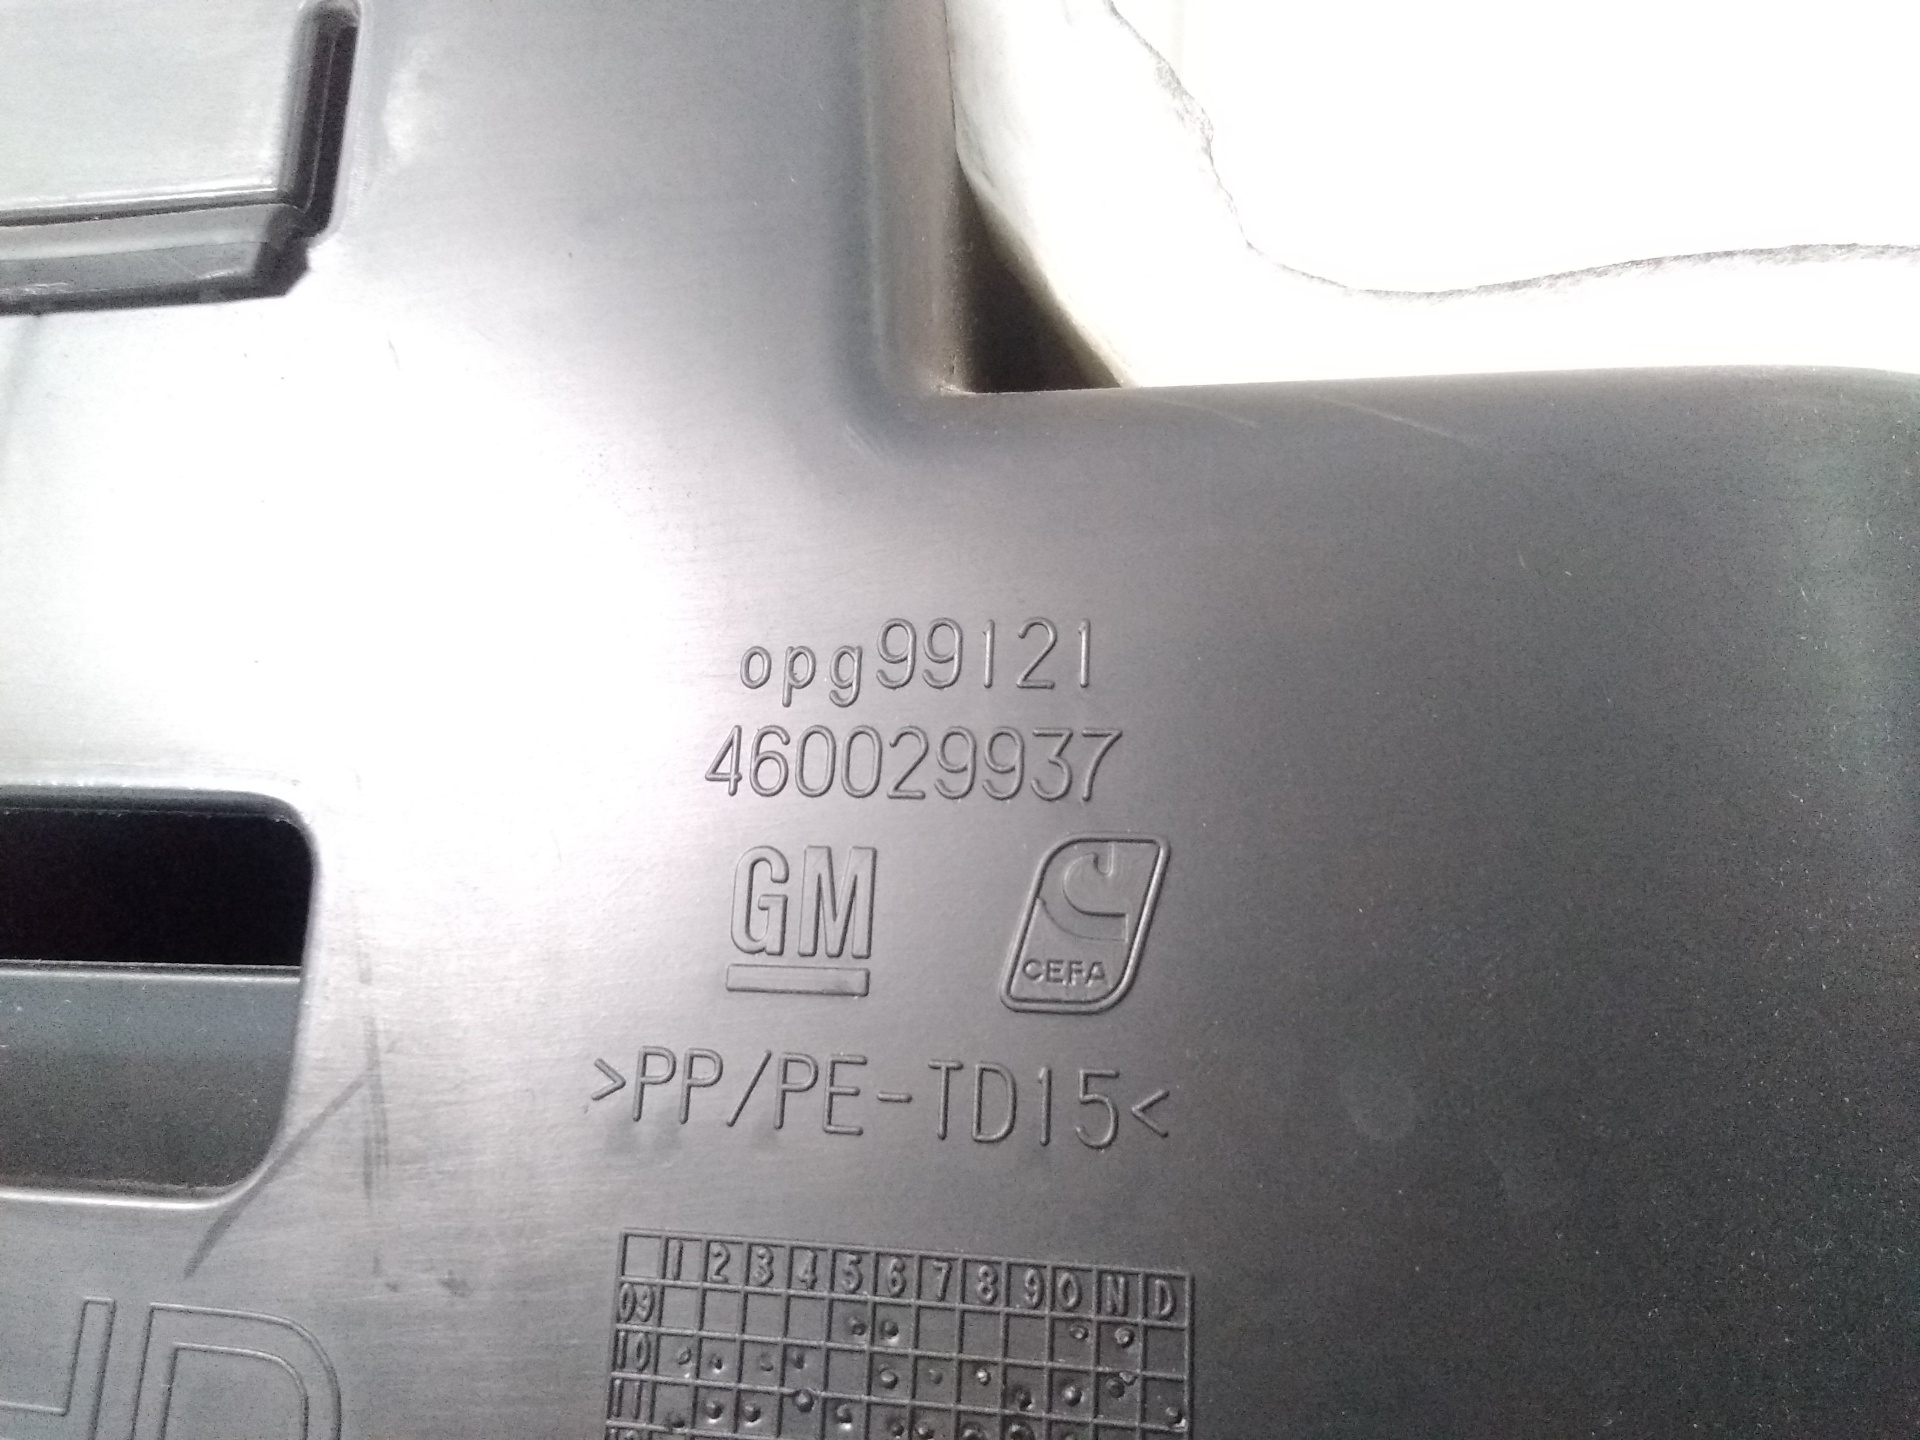 opg99121
460029937
GM
CEFA
>PP/PE-TD15<
1 2 3 4 5 6 7 8 9 O N D
09
10
11